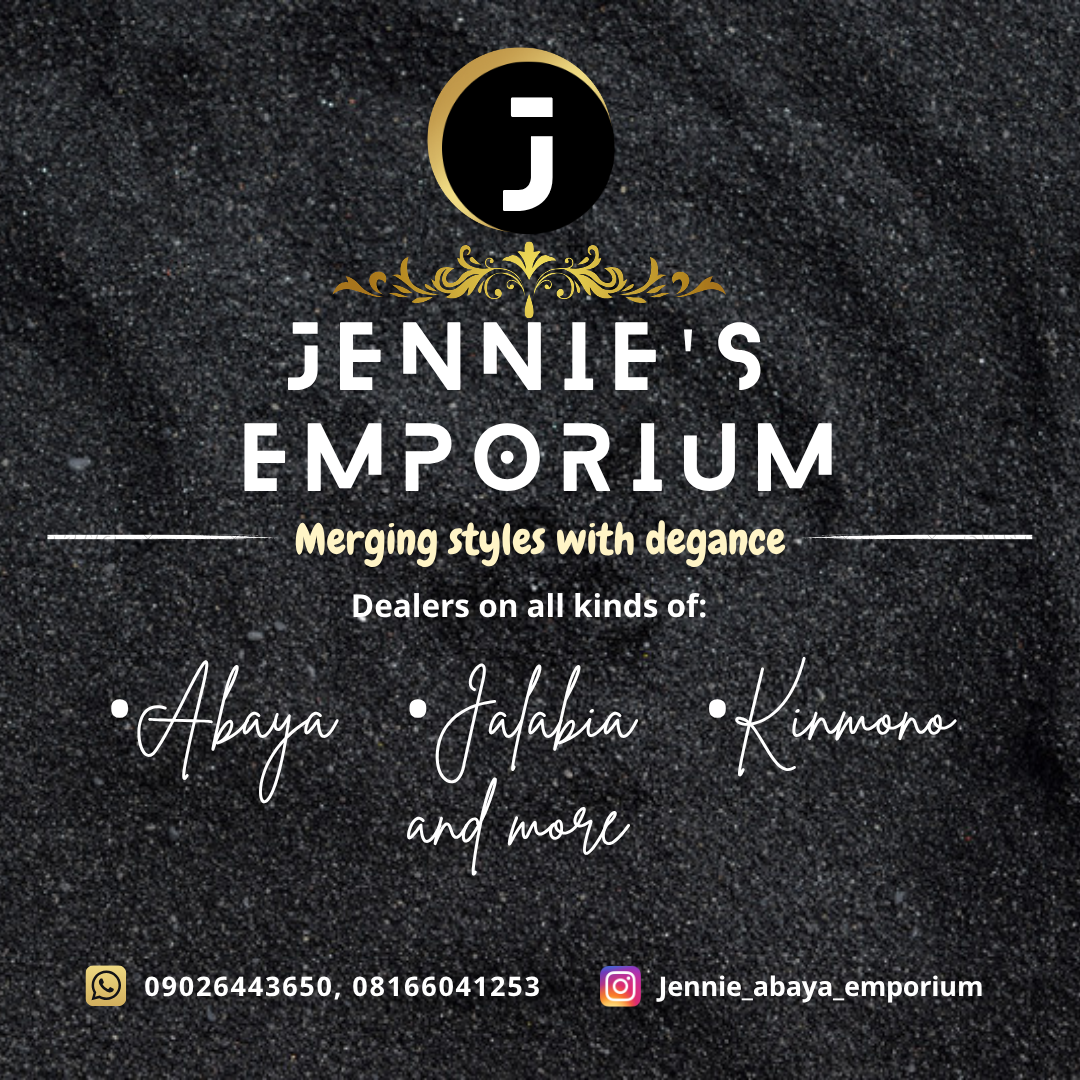 J
JENNIE'S
EMPORIUM
Merging styles with degance
Dealers on all kinds of:
•Abaya •Jalabia •Kinmono
and more
09026443650, 08166041253 Jennie_abaya_emporium